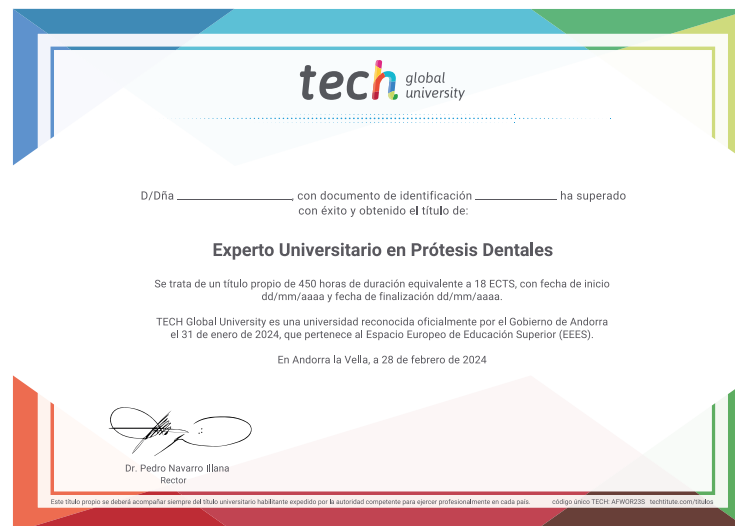 tech global university
D/Dña ____________, con documento de identificación ____________ ha superado
con éxito y obtenido el título de:
Experto Universitario en Prótesis Dentales
Se trata de un título propio de 450 horas de duración equivalente a 18 ECTS, con fecha de inicio
dd/mm/aaaa y fecha de finalización dd/mm/aaaa.
TECH Global University es una universidad reconocida oficialmente por el Gobierno de Andorra
el 31 de enero de 2024, que pertenece al Espacio Europeo de Educación Superior (EEES).
En Andorra la Vella, a 28 de febrero de 2024
Dr. Pedro Navarro Illana
Rector
Este título propio se deberá acompañar siempre del título universitario habilitante expedido por la autoridad competente para ejercer profesionalmente en cada país. código único TECH: AFWOR23S techtitute.com/titulos